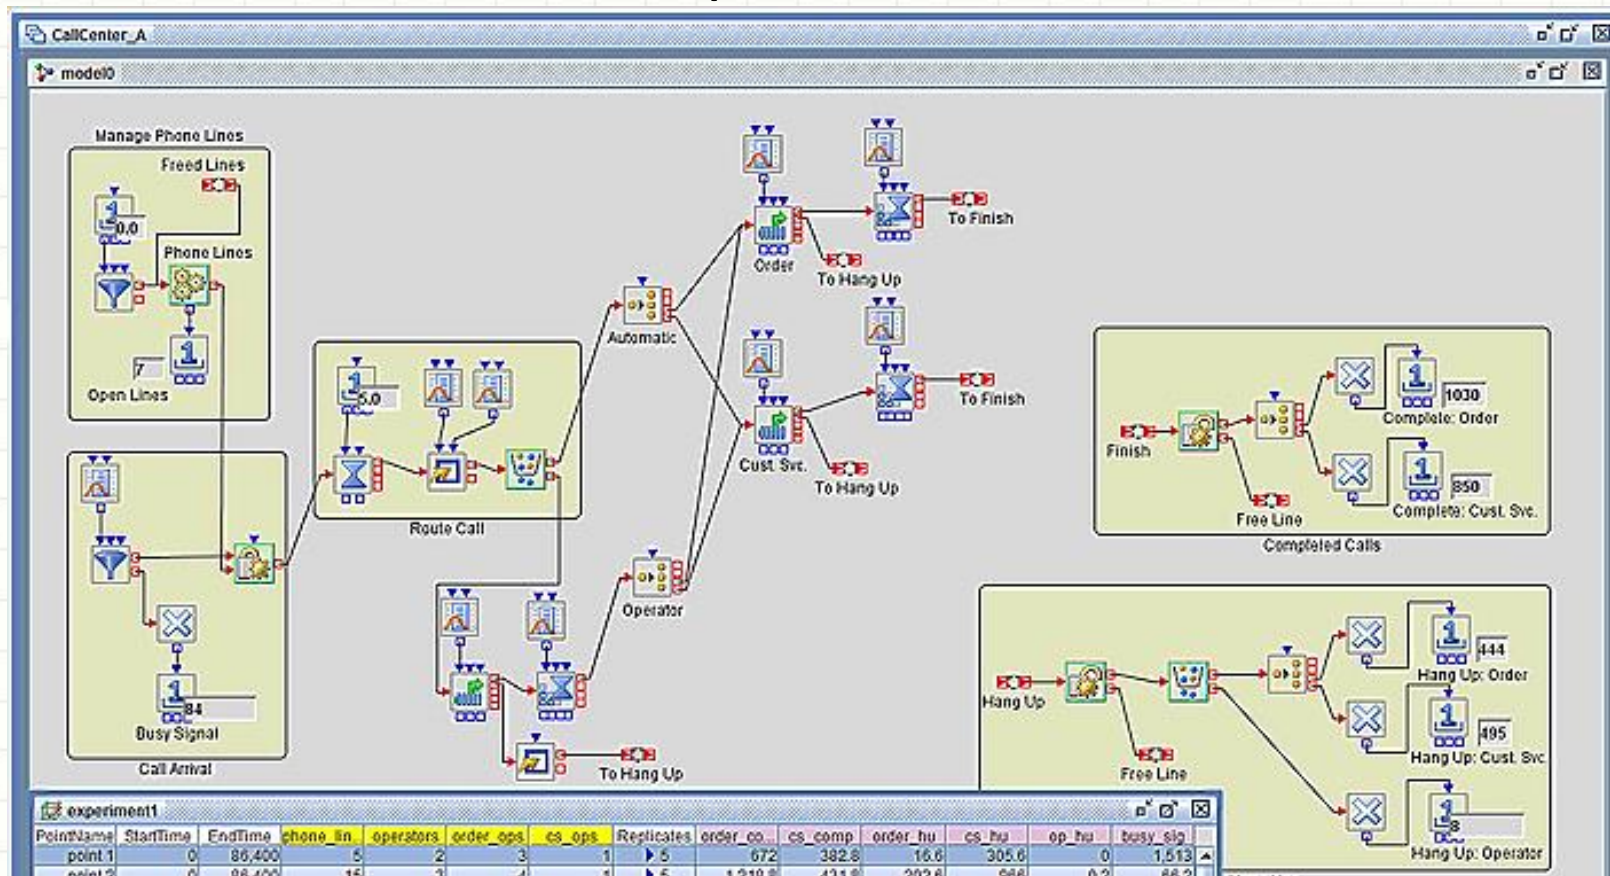 CallCenter_A
model0
Manage Phone Lines
Freed Lines
0.0
Phone Lines
7
Open Lines
Order
To Finish
To Hang Up
Automatic
5.0
Route Call
Cust. Svc.
To Finish
To Hang Up
1030
Complete: Order
Finish
850
Complete: Cust. Svc.
Free Line
Completed Calls
Operator
84
Busy Signal
Call Arrival
To Hang Up
444
Hang Up: Order
Hang Up
495
Hang Up: Cust. Svc
Free Line
8
Hang Up: Operator
experiment1
PointName StartTime EndTime phone_lin... operators order_ops cs_ops Replicates order_co... cs_comp order_hu cs_hu op_hu busy_sig
point 1 0 86,400 5 2 3 1 5 672 382.8 16.6 305.6 0 1,513